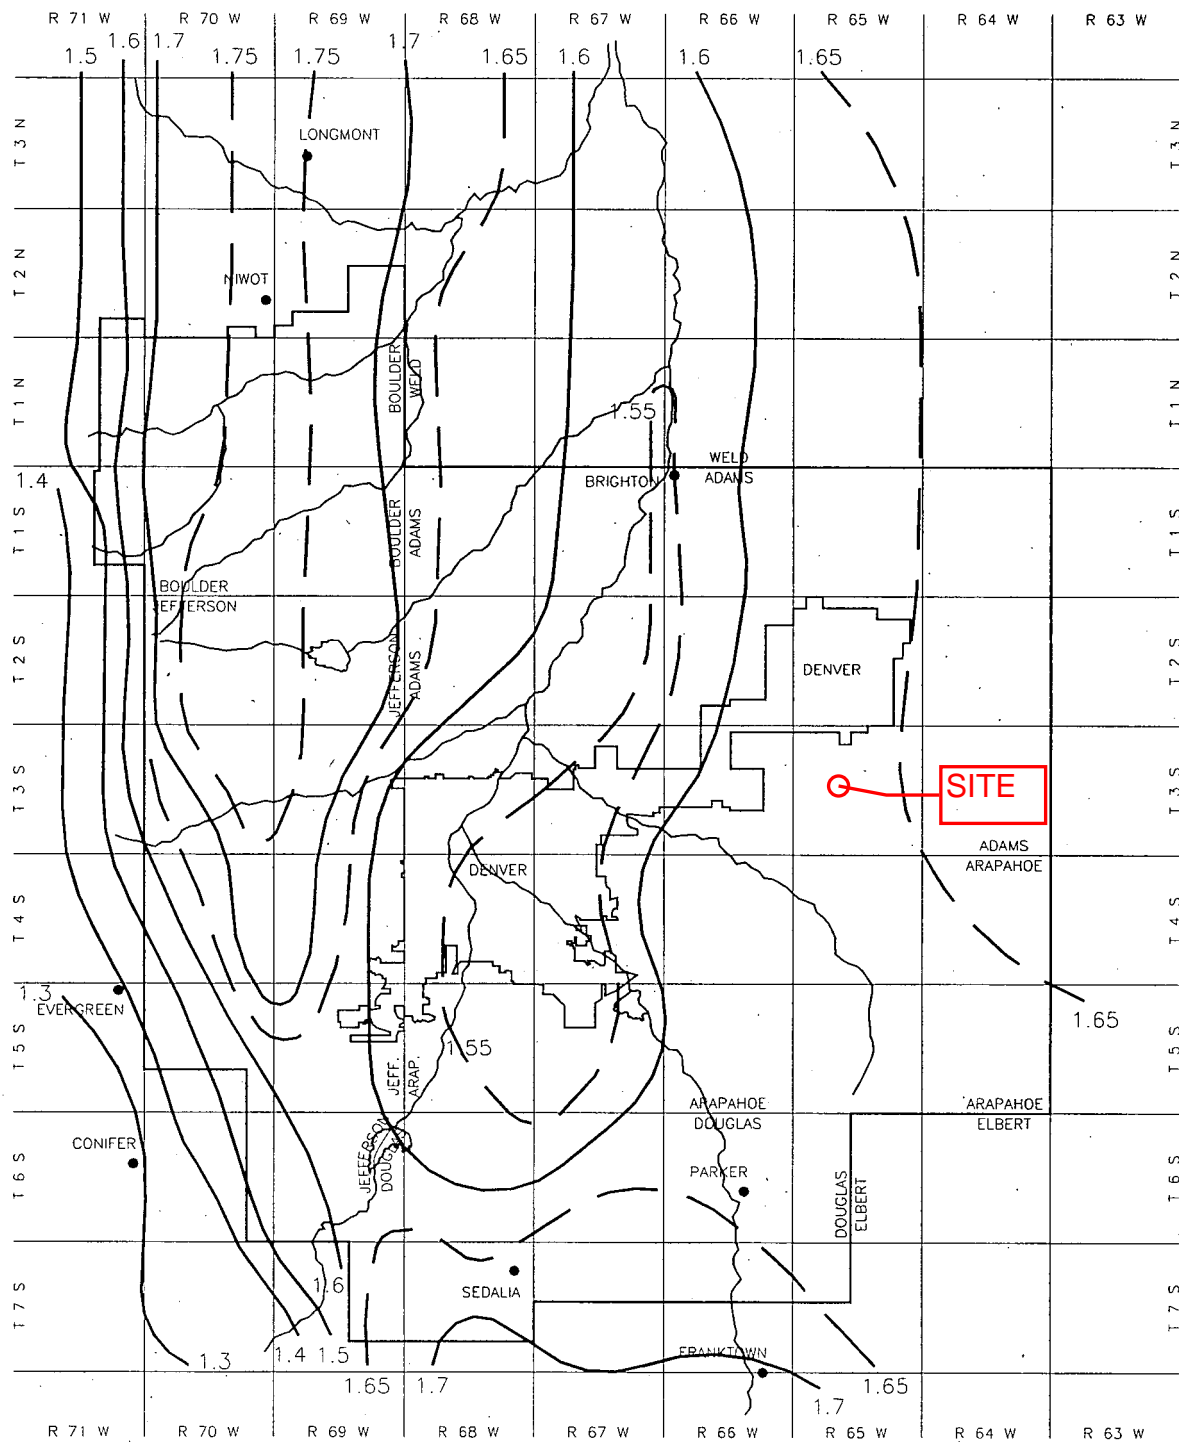 R 71 W R 70 W R 69 W R 68 W R 67 W R 66 W R 65 W R 64 W R 63 W
1.5 1.6 1.7 1.75 1.75 1.7 1.65 1.6 1.6 1.65
T 3 N T 3 N
LONGMONT
T 2 N T 2 N
NIWOT
T 1 N T 1 N
BOULDER
WELD
1.55
1.4
BRIGHTON
WELD
ADAMS
T 1 S T 1 S
BOULDER
ADAMS
BOULDER
JEFFERSON
T 2 S T 2 S
JEFFERSON
ADAMS
DENVER
T 3 S T 3 S
SITE
ADAMS
ARAPAHOE
DENVER
T 4 S T 4 S
1.3
EVERGREEN
1.65
T 5 S T 5 S
1.55
JEFF.
ARAP.
ARAPAHOE
DOUGLAS
ARAPAHOE
ELBERT
CONIFER
JEFFERSON
DOUGLAS
PARKER
T 6 S T 6 S
DOUGLAS
ELBERT
1.6
SEDALIA
T 7 S T 7 S
1.3 1.4 1.5
FRANKTOWN
1.65 1.7 1.65
1.7
R 71 W R 70 W R 69 W R 68 W R 67 W R 66 W R 65 W R 64 W R 63 W